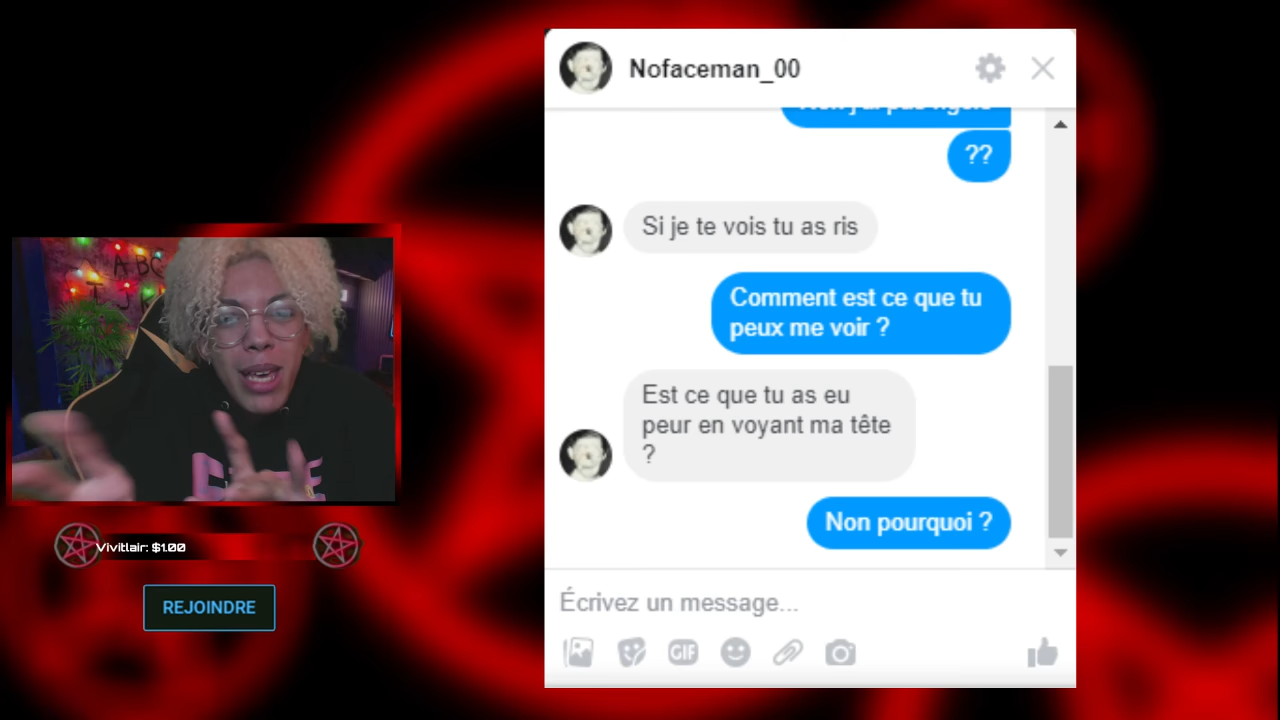 Nofaceman_00
??
Si je te vois tu as ris
Comment est ce que tu
peux me voir ?
Est ce que tu as eu
peur en voyant ma tête
?
Non pourquoi ?
Écrivez un message...
GIF
A B C
Vivitlair: $1.00
REJOINDRE